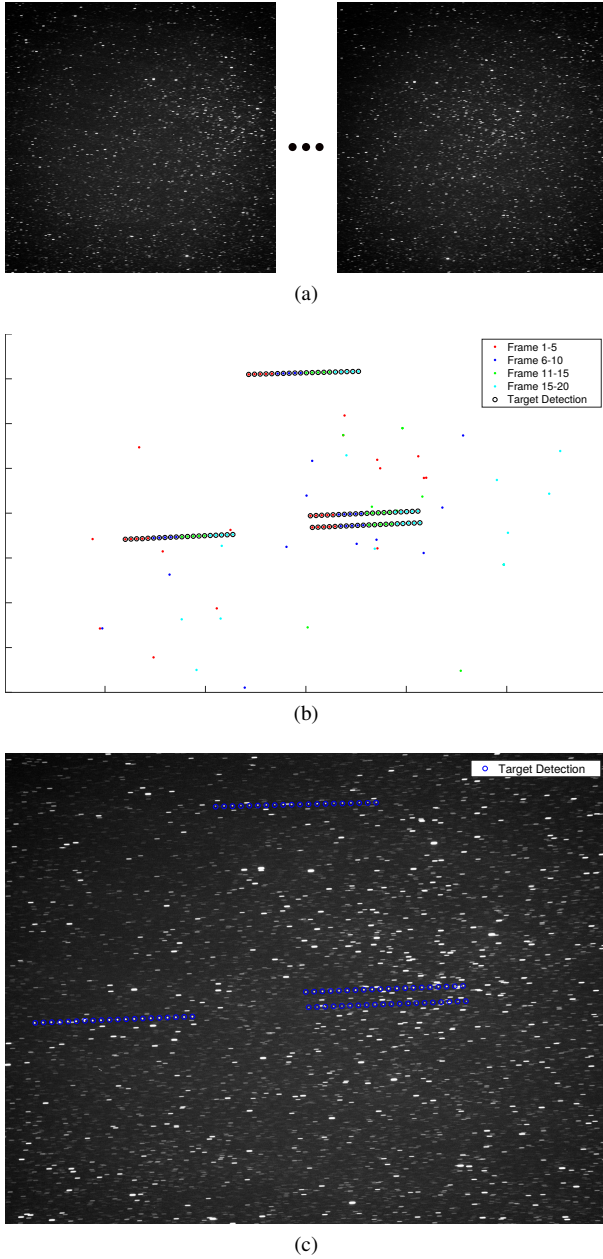 (a)
Frame 1-5
Frame 6-10
Frame 11-15
Frame 15-20
Target Detection
(b)
Target Detection
(c)